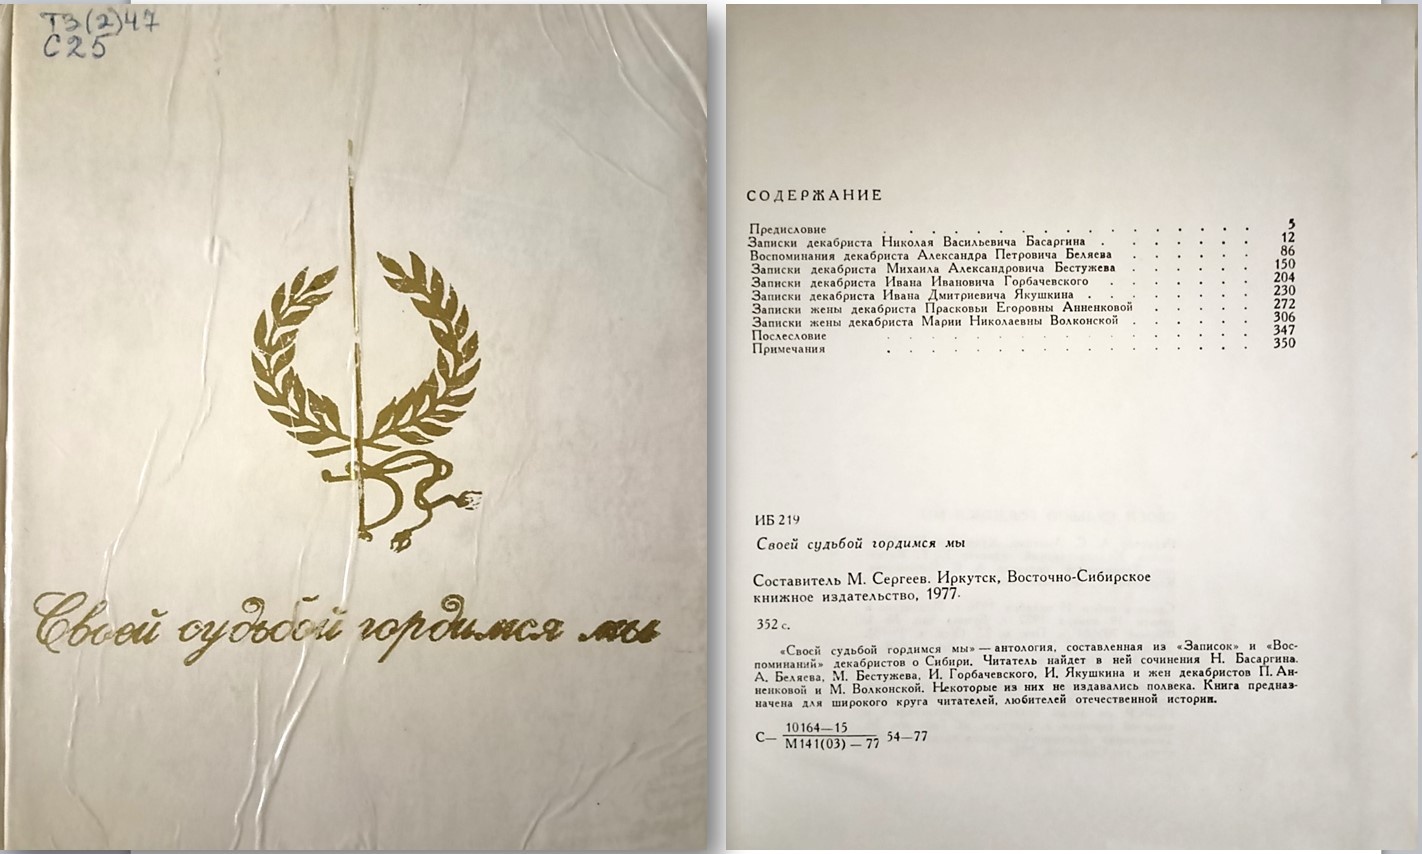 ТЗ(2)47
С25
Своей судьбой гордимся мы
СОДЕРЖАНИЕ
Предисловие . . . . . . . . . . . . . . . . 5
Записки декабриста Николая Васильевича Басаргина . . . . . . 12
Воспоминания декабриста Александра Петровича Беляева . . . . . 86
Записки декабриста Михаила Александровича Бестужева . . . . . 150
Записки декабриста Ивана Ивановича Горбачевского . . . . . . 204
Записки декабриста Ивана Дмитриевича Якушкина . . . . . . . 230
Записки жены декабриста Прасковьи Егоровны Анненковой . . . . . 272
Записки жены декабриста Марии Николаевны Волконской . . . . . 306
Послесловие . . . . . . . . . . . . . . . . 347
Примечания . . . . . . . . . . . . . . . . 350
ИБ 219
Своей судьбой гордимся мы
Составитель М. Сергеев. Иркутск, Восточно-Сибирское
книжное издательство, 1977.
352 с.
«Своей судьбой гордимся мы» — антология, составленная из «Записок» и «Вос-
поминаний» декабристов о Сибири. Читатель найдет в ней сочинения Н. Басаргина.
А. Беляева, М. Бестужева, И. Горбачевского, И. Якушкина и жен декабристов П. Ан-
ненковой и М. Волконской. Некоторые из них не издавались полвека. Книга предназ-
начена для широкого круга читателей, любителей отечественной истории.
10164—15
С— 54—77
М141(03) — 77